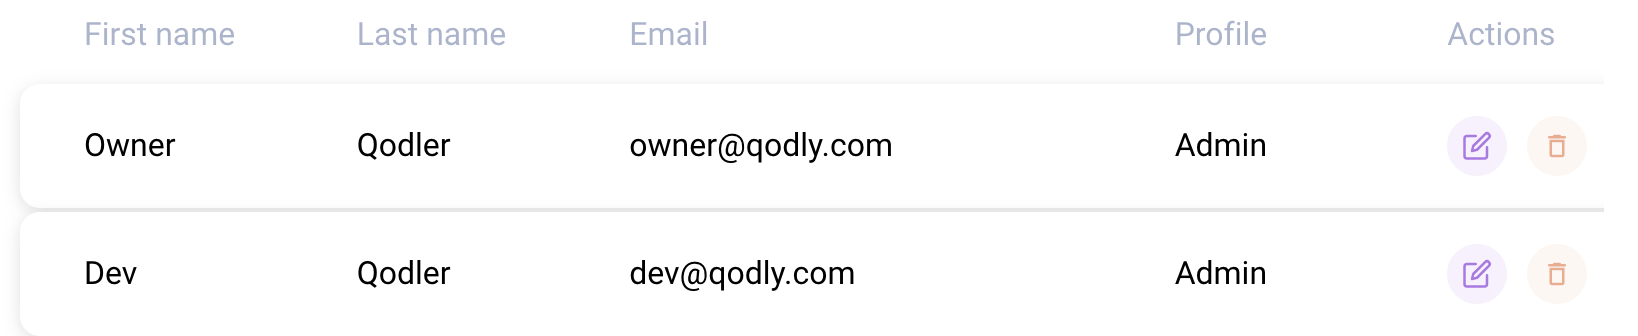 First name Last name Email Profile Actions
Owner Qodler owner@qodly.com Admin
Dev Qodler dev@qodly.com Admin